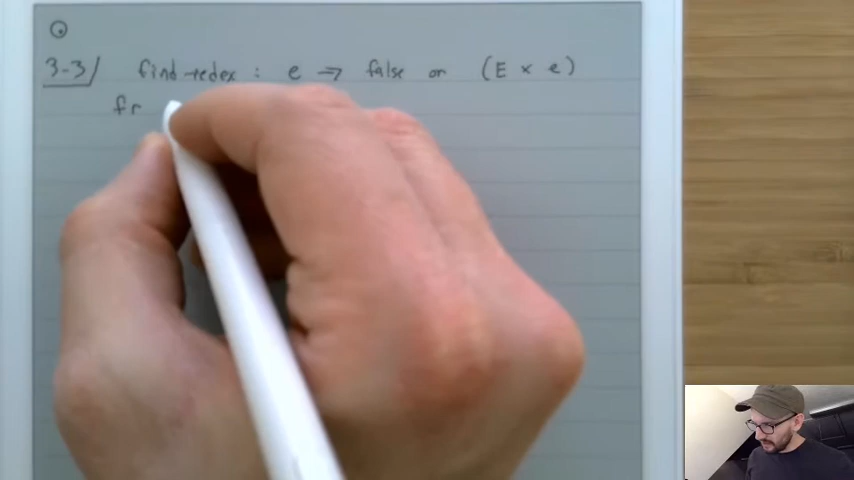 3-3/ find-redex : e → false or (E × e)
fr